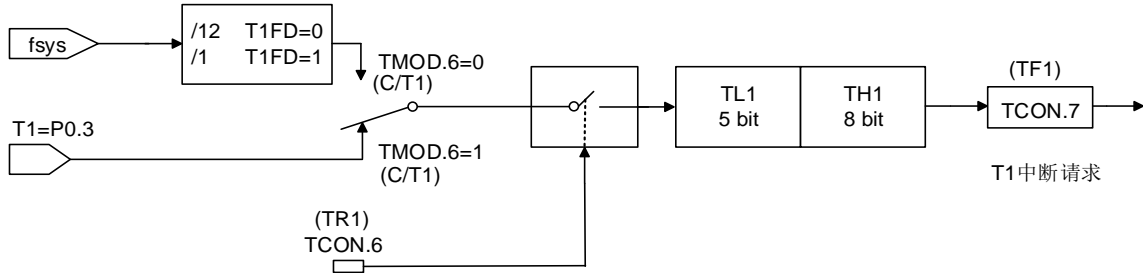 fsys
/12 T1FD=0
/1 T1FD=1
TMOD.6=0
(C/T1)
T1=P0.3
TMOD.6=1
(C/T1)
(TR1)
TCON.6
TL1
5 bit
TH1
8 bit
(TF1)
TCON.7
T1中断请求